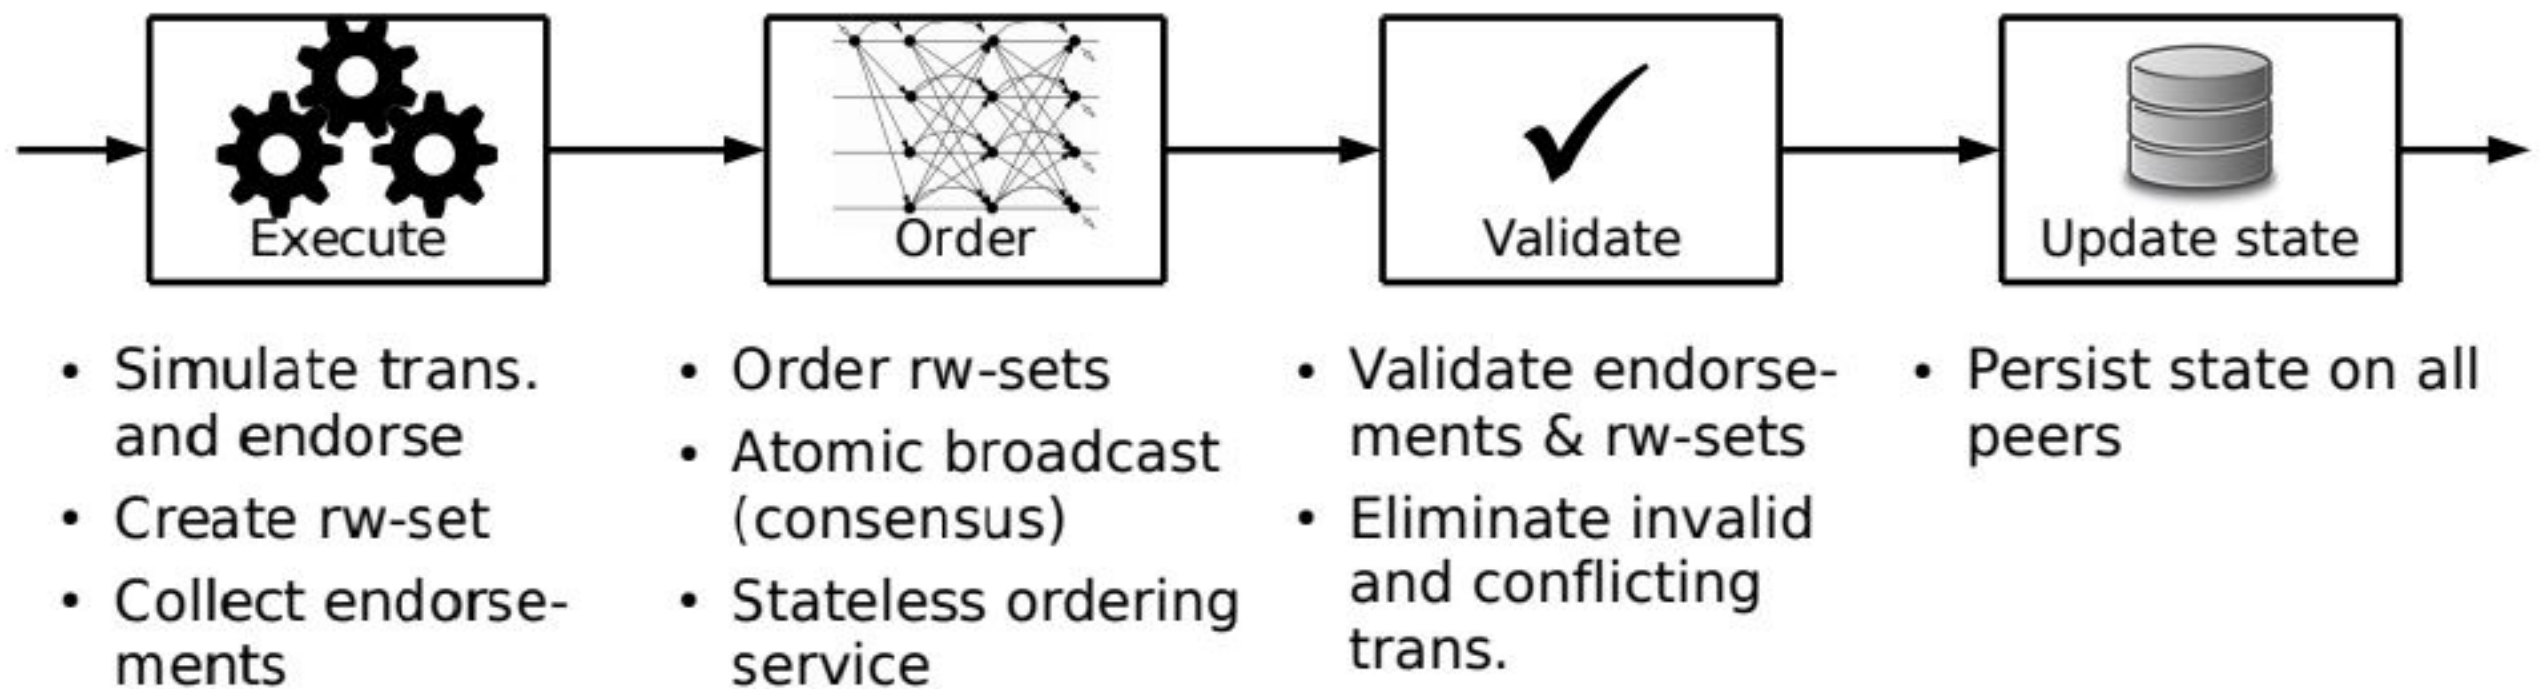 Execute
Order
Validate
Update state
• Simulate trans.
and endorse
• Create rw-set
• Collect endorse-
ments
• Order rw-sets
• Atomic broadcast
(consensus)
• Stateless ordering
service
• Validate endorse-
ments & rw-sets
• Eliminate invalid
and conflicting
trans.
• Persist state on all
peers